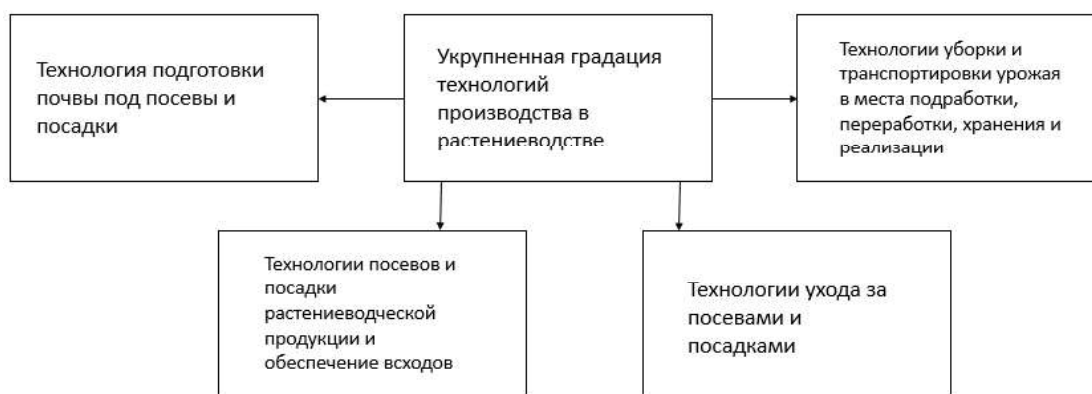 Технология подготовки
почвы под посевы и
посадки
Укрупненная градация
технологий
производства в
растениеводстве
Технологии уборки и
транспортировки урожая
в места подработки,
переработки, хранения и
реализации
Технологии посевов и
посадки
растениеводческой
продукции и
обеспечение всходов
Технологии ухода за
посевами и
посадками